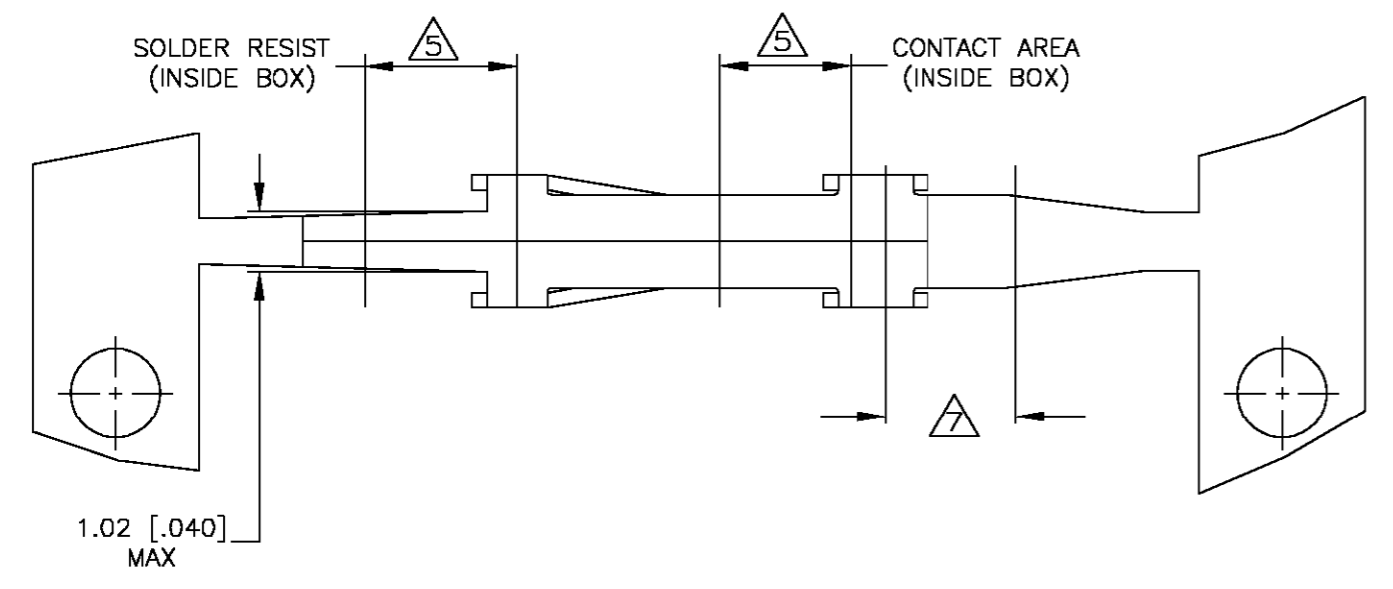 SOLDER RESIST
(INSIDE BOX)
5
5
CONTACT AREA
(INSIDE BOX)
7
1.02 [.040]
MAX